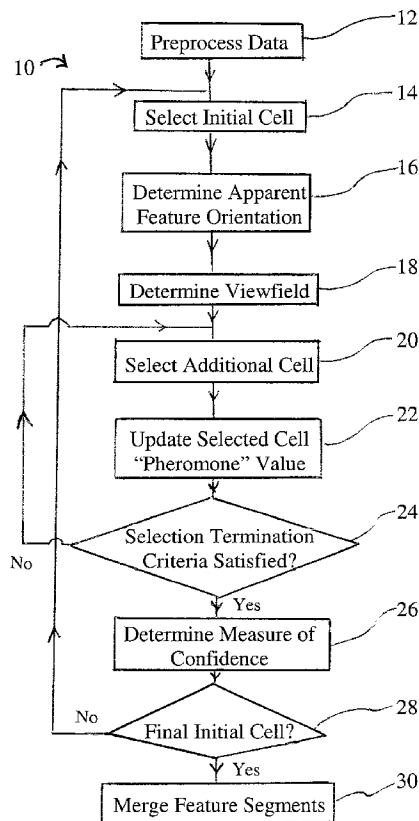 12
Preprocess Data
10
14
Select Initial Cell
16
Determine Apparent
Feature Orientation
18
Determine Viewfield
20
Select Additional Cell
22
Update Selected Cell
"Pheromone" Value
24
Selection Termination
Criteria Satisfied?
No
Yes
26
Determine Measure of
Confidence
28
No
Final Initial Cell?
Yes
30
Merge Feature Segments